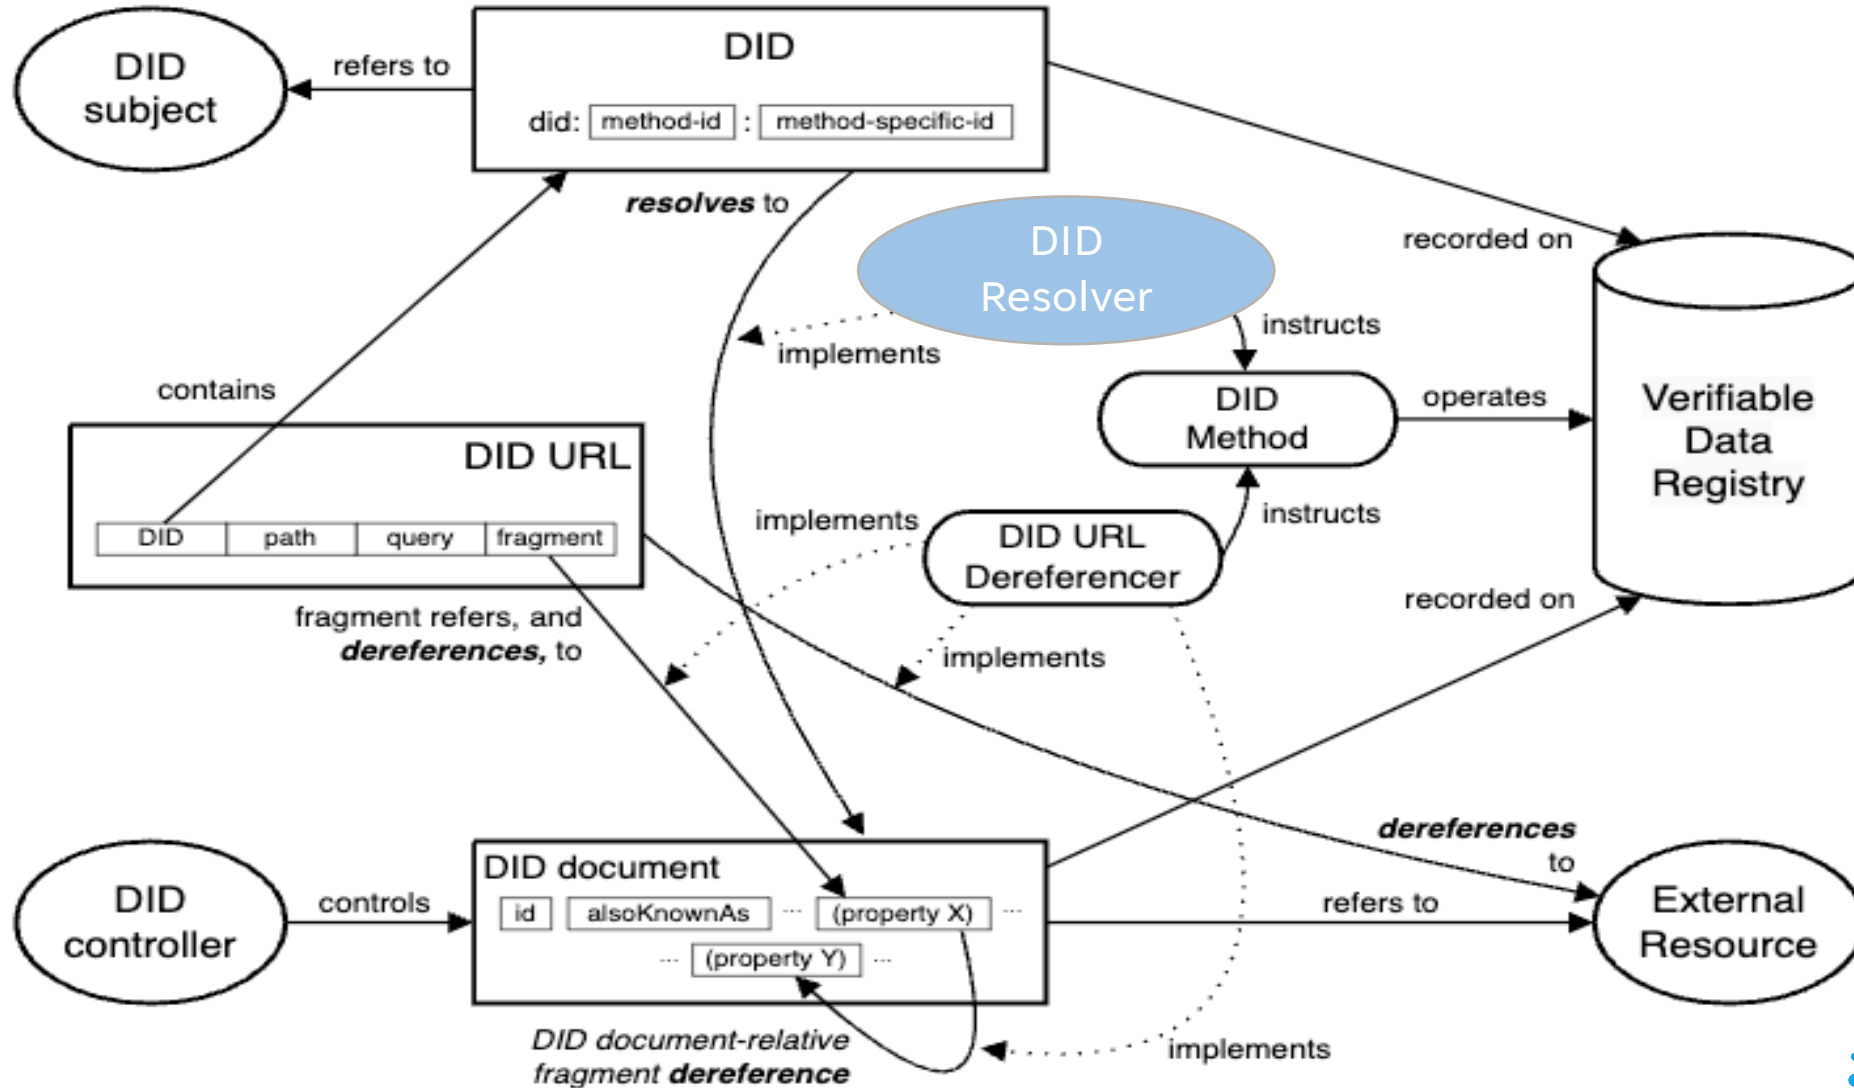 DID
subject
refers to
DID
did: method-id : method-specific-id
resolves to
DID
Resolver
recorded on
implements
instructs
contains
DID
Method
operates
Verifiable
Data
Registry
DID URL
DID path query fragment
implements
DID URL
Dereferencer
instructs
fragment refers, and
dereferences, to
implements
recorded on
dereferences
to
DID
controller
controls
DID document
id alsoKnownAs ... (property X) ...
... (property Y) ...
refers to
External
Resource
DID document-relative
fragment dereference
implements